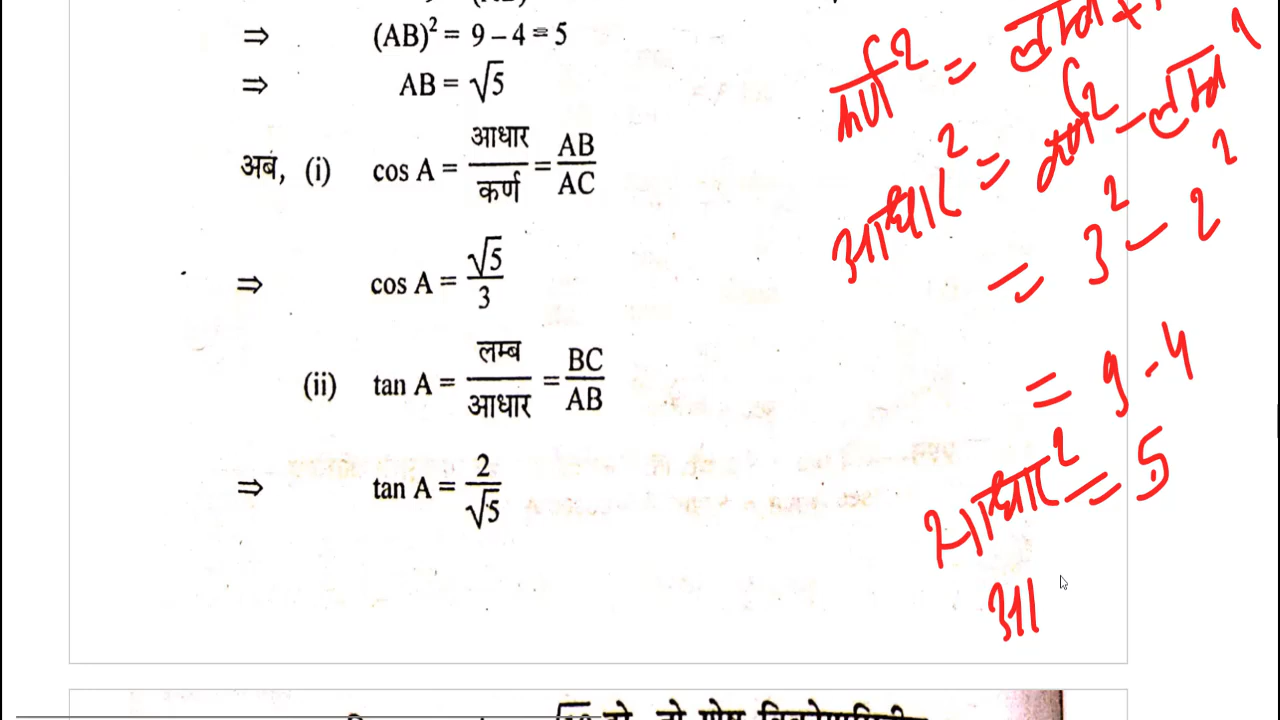 ⇒ (AB)² = 9 – 4 = 5
⇒ AB = √5
अब, (i) cos A = आधार/कर्ण = AB/AC
⇒ cos A = √5/3
(ii) tan A = लम्ब/आधार = BC/AB
⇒ tan A = 2/√5
कर्ण² = लम्ब² +
आधार² = कर्ण² – लम्ब²
= 3² – 2²
= 9 - 4
आधार² = 5
आ